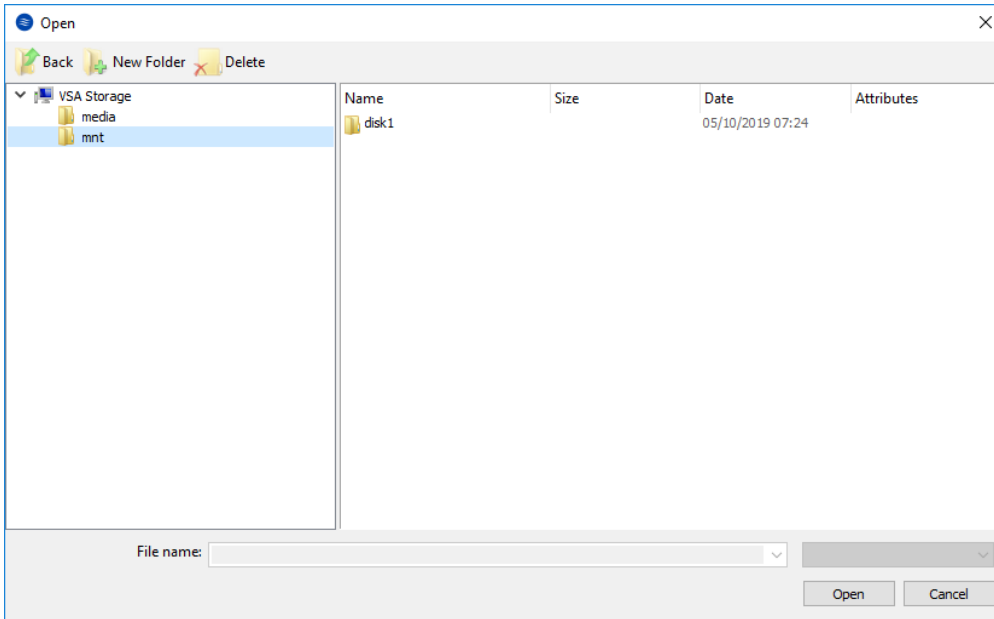 Open
Back New Folder Delete
VSA Storage
media
mnt
Name Size Date Attributes
disk1 05/10/2019 07:24
File name:
Open Cancel